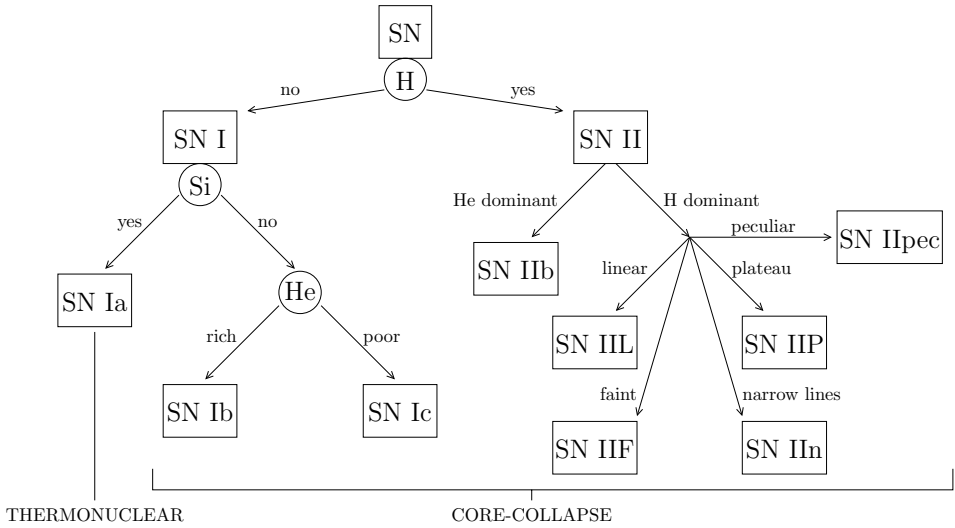 SN
H
no
yes
SN I
SN II
Si
yes
no
He dominant
H dominant
peculiar
SN IIpec
SN IIb
linear
plateau
SN Ia
He
rich
poor
SN IIL
SN IIP
faint
narrow lines
SN Ib
SN Ic
SN IIF
SN IIn
THERMONUCLEAR
CORE-COLLAPSE